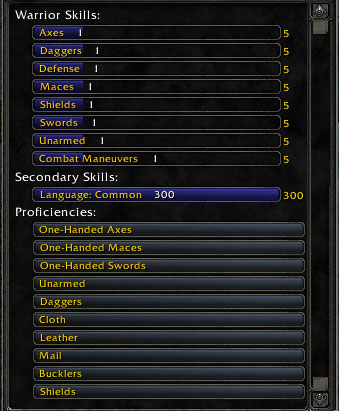 Warrior Skills:
Axes 1 5
Daggers 1 5
Defense 1 5
Maces 1 5
Shields 1 5
Swords 1 5
Unarmed 1 5
Combat Maneuvers 1 5
Secondary Skills:
Language: Common 300 300
Proficiencies:
One-Handed Axes
One-Handed Maces
One-Handed Swords
Unarmed
Daggers
Cloth
Leather
Mail
Bucklers
Shields